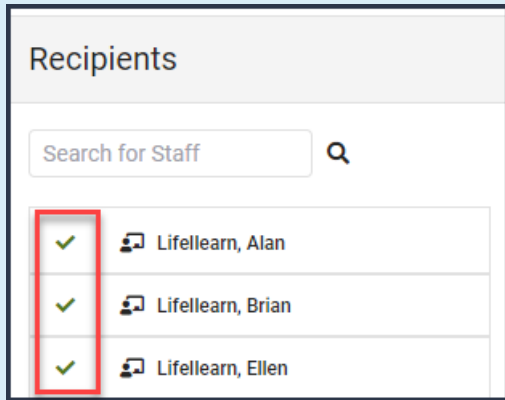 Recipients
Search for Staff
Lifellearn, Alan
Lifellearn, Brian
Lifellearn, Ellen